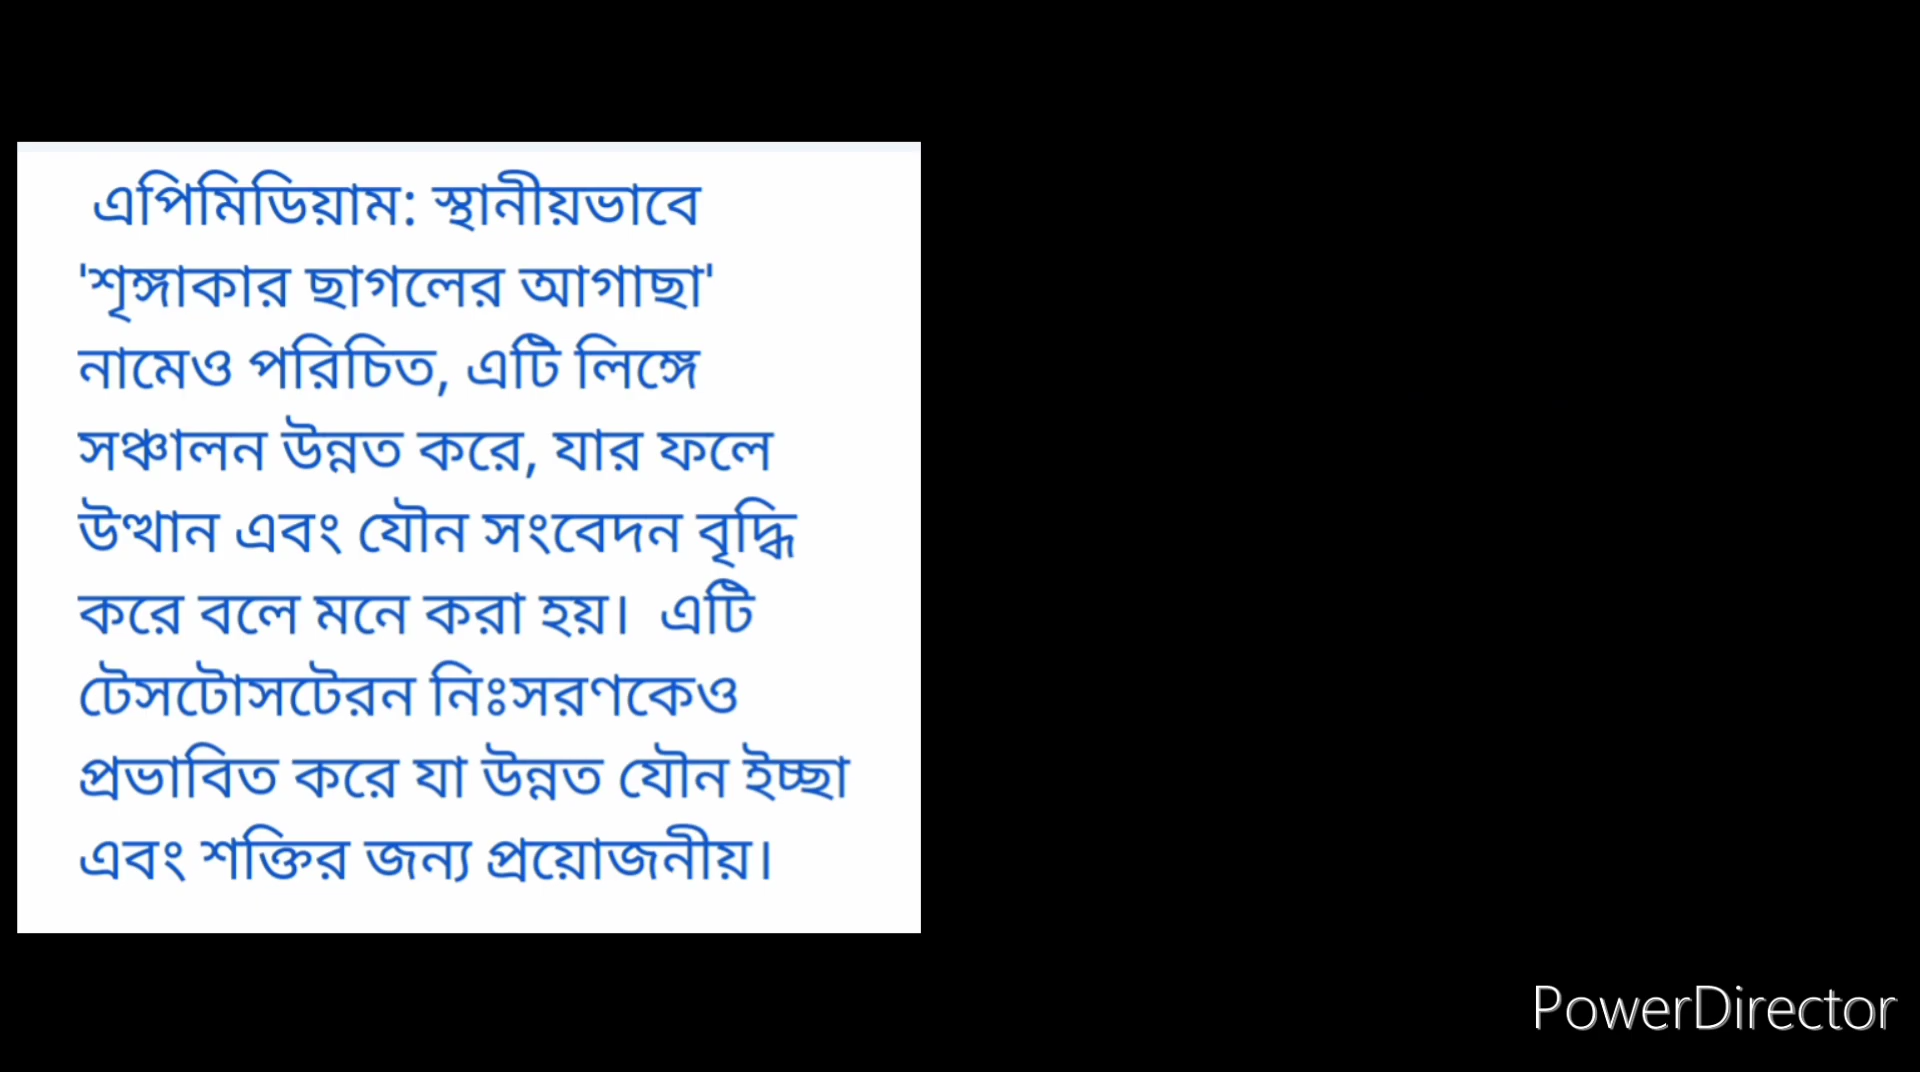 এপিমিডিয়াম: স্থানীয়ভাবে
'শৃঙ্গাকার ছাগলের আগাছা'
নামেও পরিচিত, এটি লিঙ্গে
সঞ্চালন উন্নত করে, যার ফলে
উত্থান এবং যৌন সংবেদন বৃদ্ধি
করে বলে মনে করা হয়।  এটি
টেসটোসটেরন নিঃসরণকেও
প্রভাবিত করে যা উন্নত যৌন ইচ্ছা
এবং শক্তির জন্য প্রয়োজনীয়।
PowerDirector